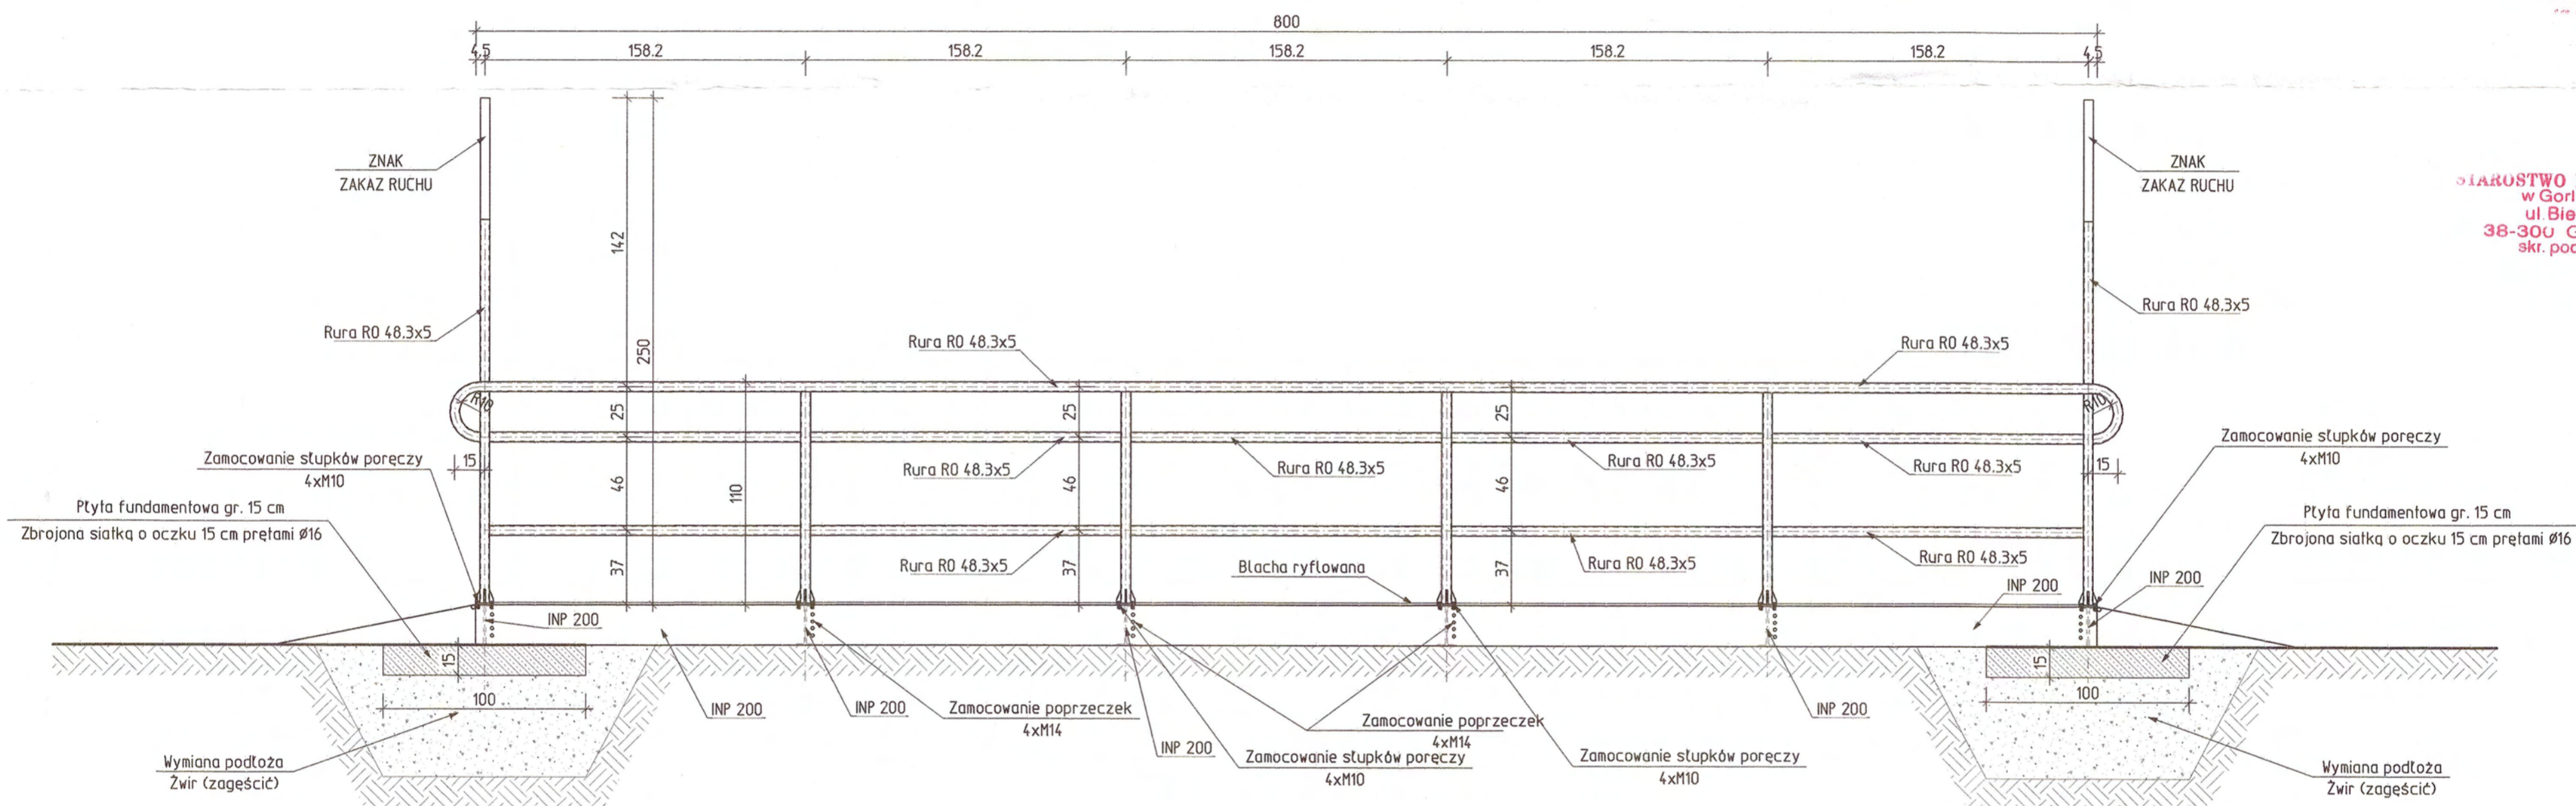 800
4.5
158.2
158.2
158.2
158.2
158.2
4.5
ZNAK
ZAKAZ RUCHU
ZNAK
ZAKAZ RUCHU
STAROSTWO
w Gorl
ul. Bie
38-300 G
skr. poc
142
250
Rura RO 48.3x5
Rura RO 48.3x5
Rura RO 48.3x5
Rura RO 48.3x5
R10
R10
25
25
25
15
15
Zamocowanie słupków poręczy
4xM10
Zamocowanie słupków poręczy
4xM10
Rura RO 48.3x5
Rura RO 48.3x5
Rura RO 48.3x5
Rura RO 48.3x5
46
110
46
46
Płyta fundamentowa gr. 15 cm
Zbrojona siatką o oczku 15 cm prętami Ø16
Płyta fundamentowa gr. 15 cm
Zbrojona siatką o oczku 15 cm prętami Ø16
37
37
37
Rura RO 48.3x5
Blacha ryflowana
Rura RO 48.3x5
Rura RO 48.3x5
INP 200
INP 200
INP 200
15
15
100
100
INP 200
INP 200
Zamocowanie poprzeczek
4xM14
INP 200
Zamocowanie poprzeczek
4xM14
INP 200
Zamocowanie słupków poręczy
4xM10
Zamocowanie słupków poręczy
4xM10
Wymiana podłoża
Żwir (zagęścić)
Wymiana podłoża
Żwir (zagęścić)